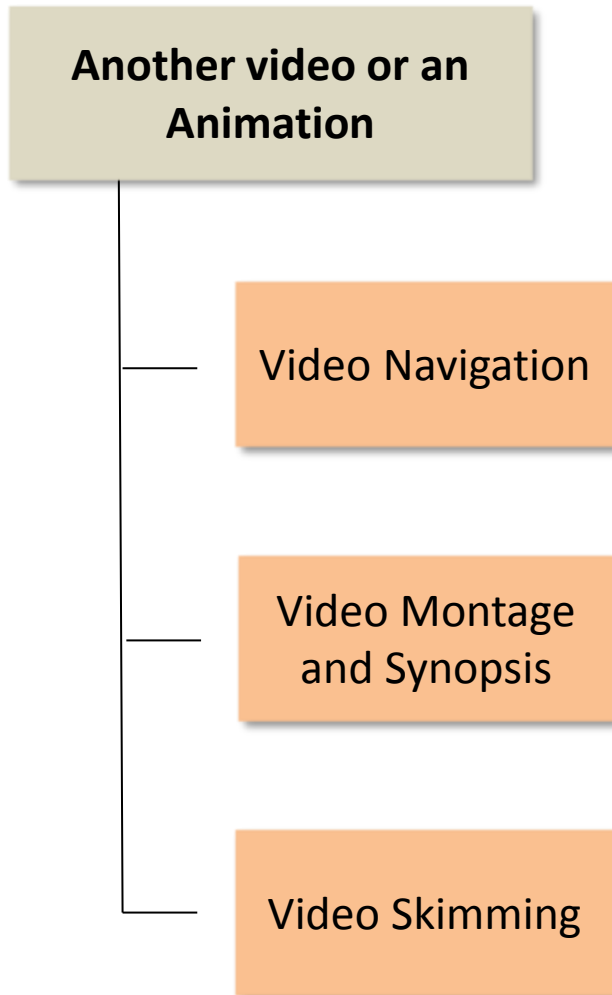 Another video or an
Animation
Video Navigation
Video Montage
and Synopsis
Video Skimming